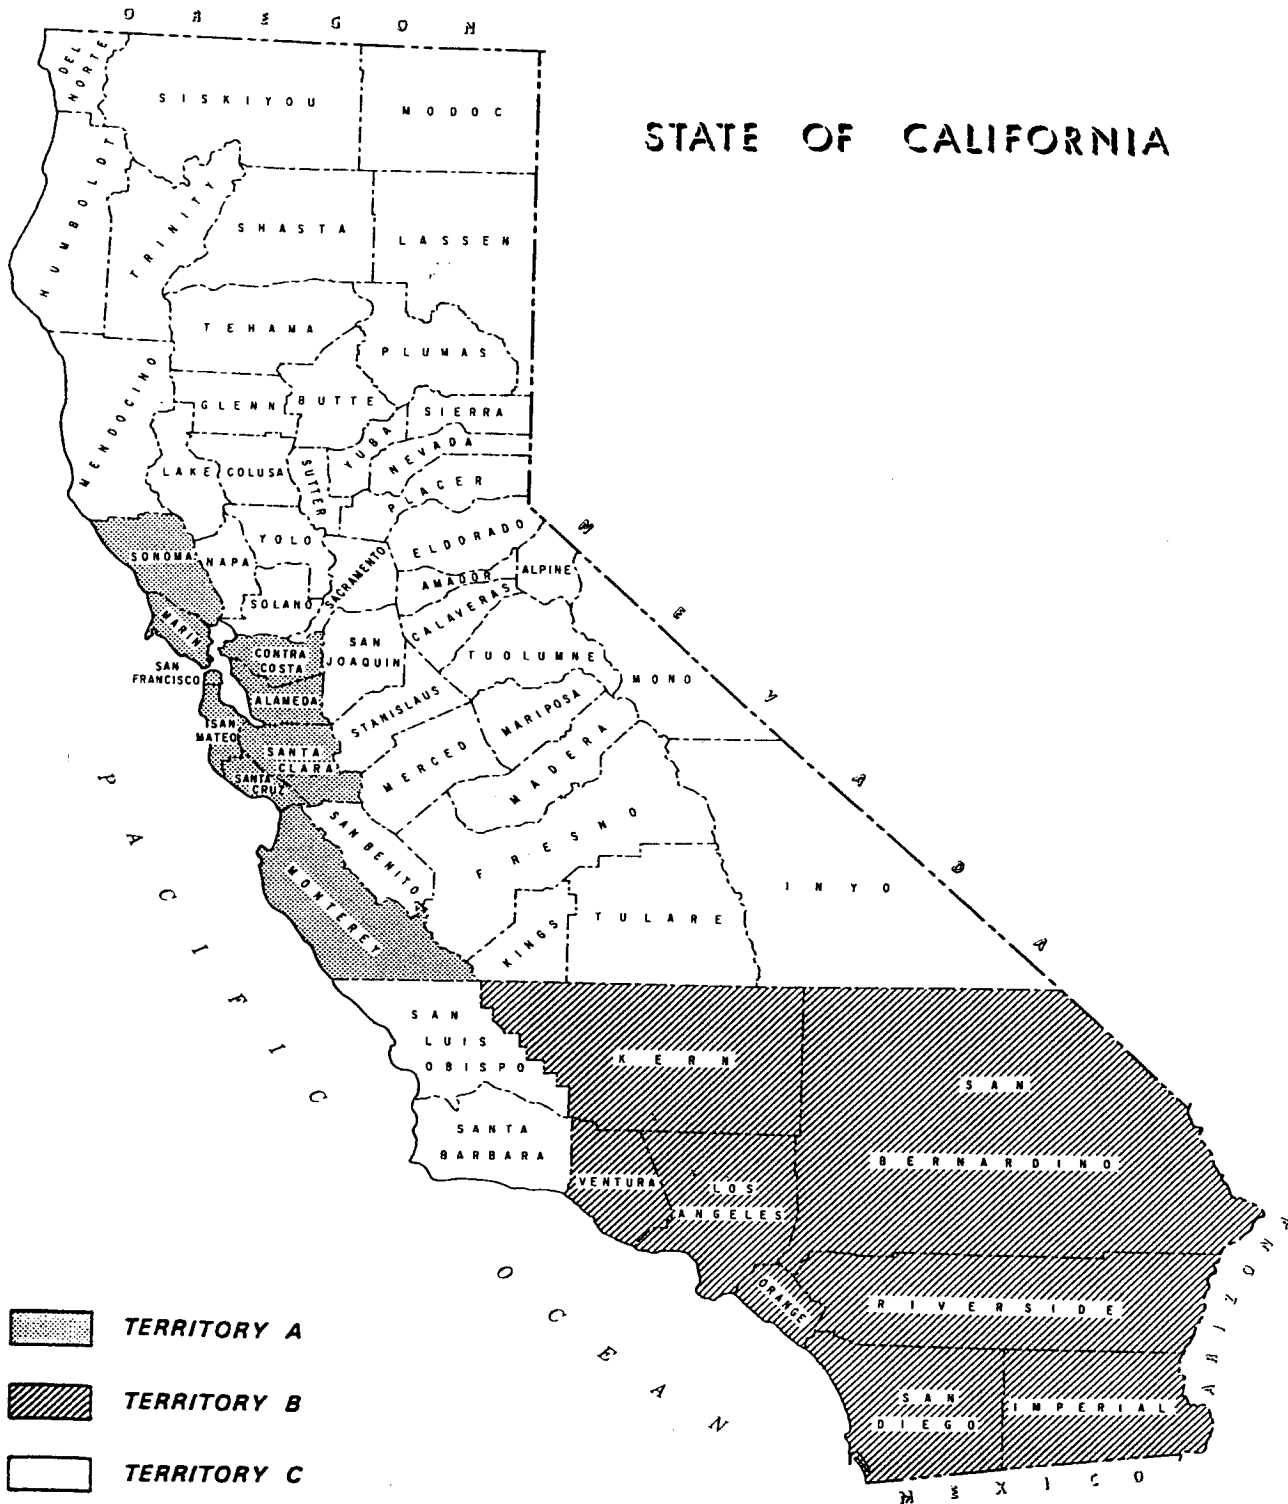 OREGON
STATE OF CALIFORNIA
DEL
NORTE
SISKIYOU
MODOC
HUMBOLDT
TRINITY
SHASTA
LASSEN
TEHAMA
PLUMAS
MENDOCINO
GLENN
BUTTE
SIERRA
YUBA
NEVADA
LAKE
COLUSA
SUTTER
PLACER
SONOMA
NAPA
YOLO
SACRAMENTO
ELDORADO
AMADOR
ALPINE
SOLANO
CALAVERAS
MARIN
CONTRA
COSTA
SAN
JOAQUIN
TUOLUMNE
MONO
NEVADA
SAN
FRANCISCO
ALAMEDA
STANISLAUS
MARIPOSA
SAN
MATEO
SANTA
CLARA
MERCED
MADERA
SANTA
CRUZ
SAN BENITO
FRESNO
MONTEREY
KINGS
TULARE
INYO
PACIFIC
OCEAN
SAN
LUIS
OBISPO
KERN
SAN
BERNARDINO
SANTA
BARBARA
VENTURA
LOS
ANGELES
ORANGE
RIVERSIDE
ARIZONA
SAN
DIEGO
IMPERIAL
MEXICO
TERRITORY A
TERRITORY B
TERRITORY C